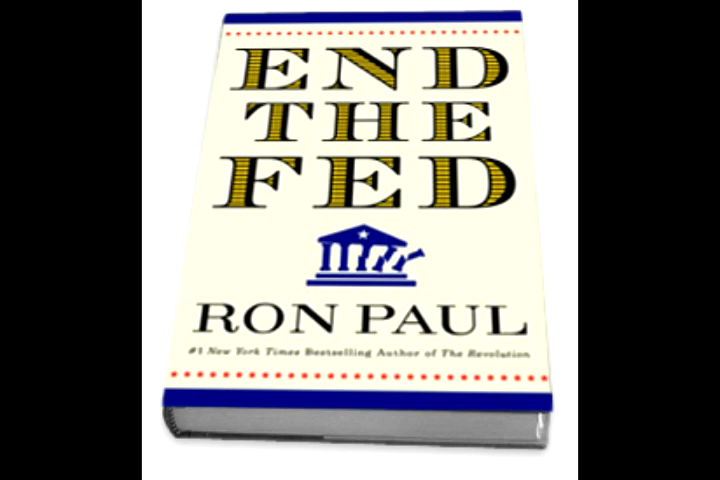 END
THE
FED
RON PAUL
#1 New York Times Bestselling Author of The Revolution